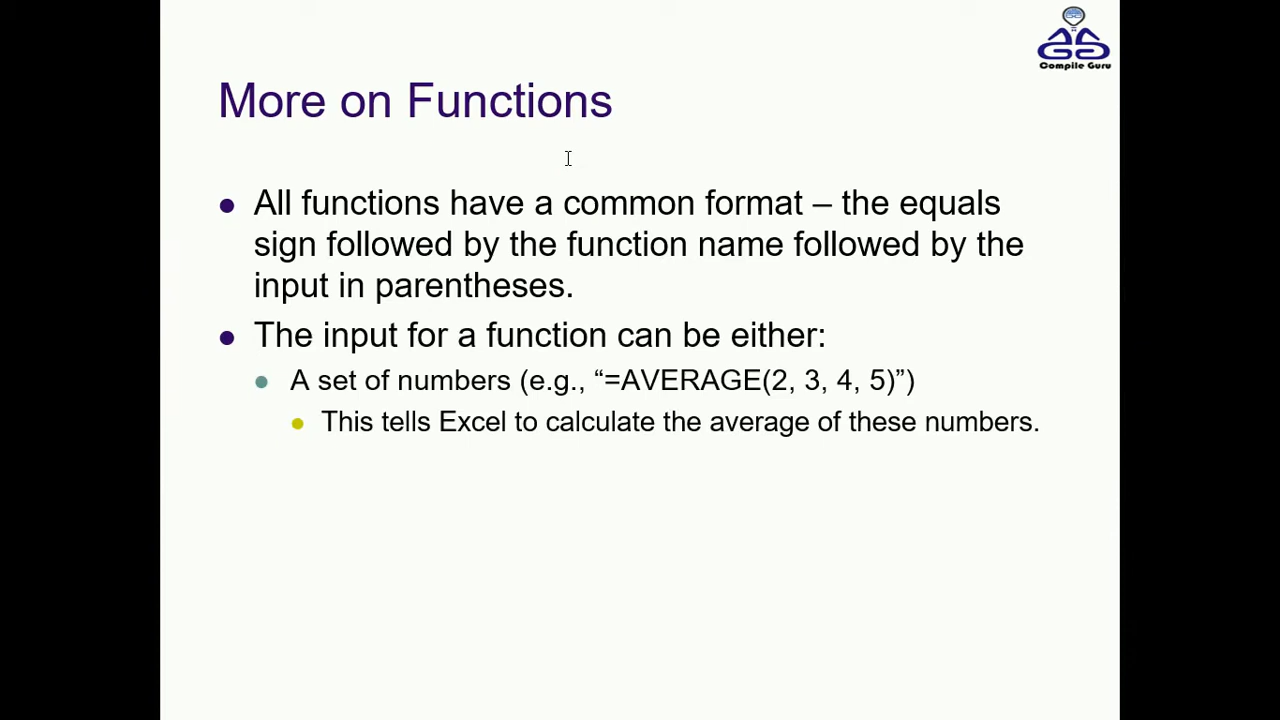 Compile Guru
More on Functions
All functions have a common format – the equals
sign followed by the function name followed by the
input in parentheses.
The input for a function can be either:
A set of numbers (e.g., “=AVERAGE(2, 3, 4, 5)”)
This tells Excel to calculate the average of these numbers.